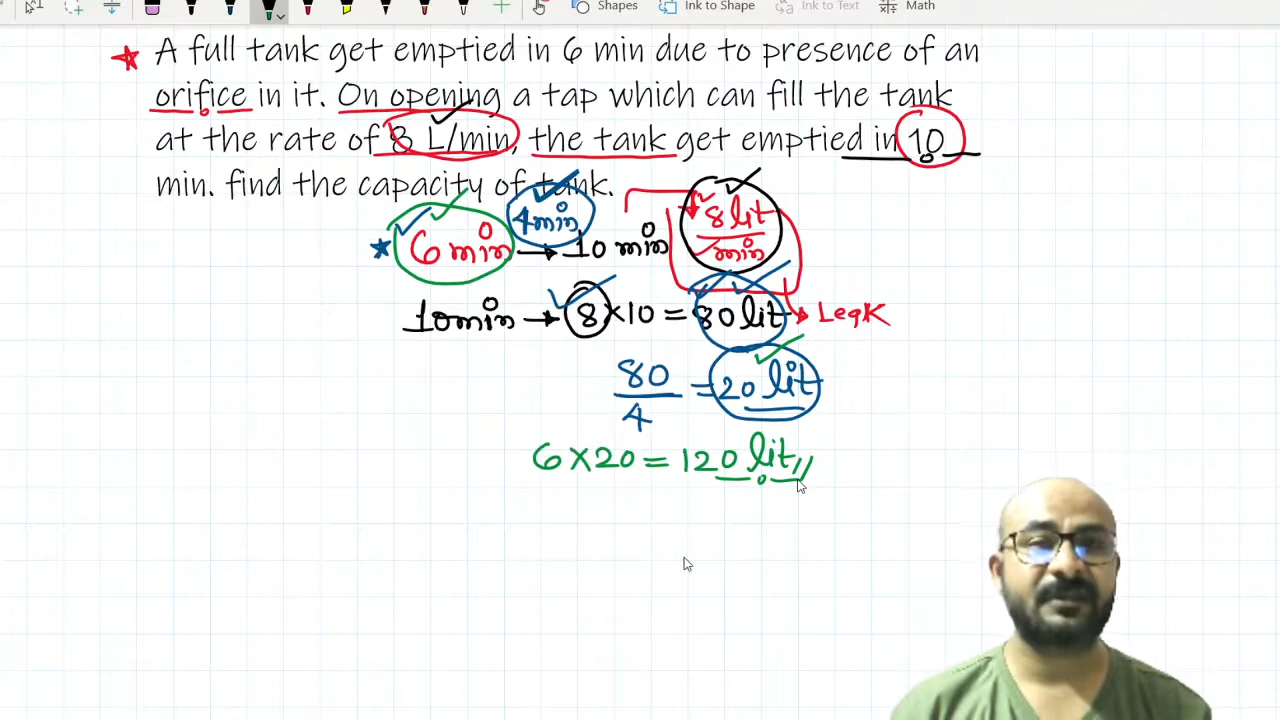 Shapes Ink to Shape Ink to Text Math
A full tank get emptied in 6 min due to presence of an
orifice in it. On opening a tap which can fill the tank
at the rate of 8 L/min, the tank get emptied in 10
min. find the capacity of tank.
4min
6 min → 10 min 8 lit / min
10min → 8 × 10 = 80 lit → Leak
80 / 4 = 20 lit
6 × 20 = 120 lit //